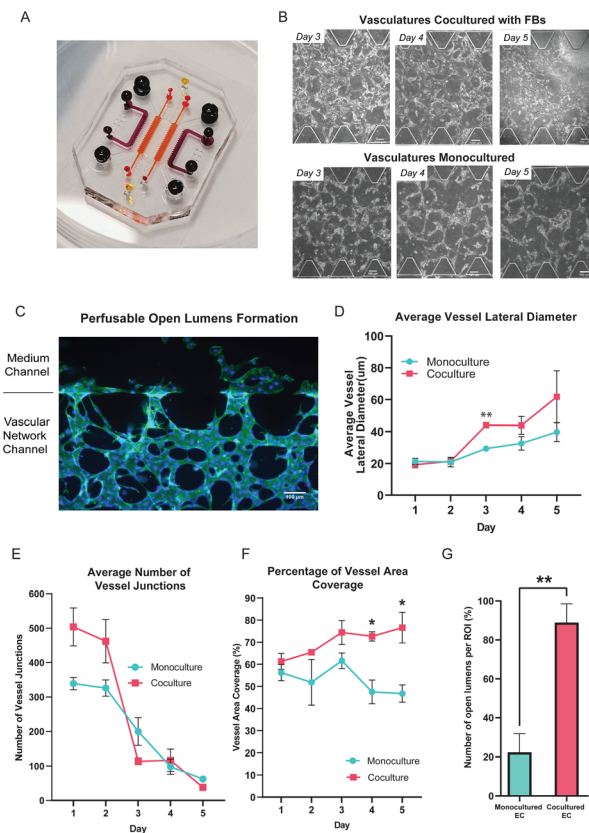 A
B
Vasculatures Cocultured with FBs
Day 3
Day 4
Day 5
Vasculatures Monocultured
Day 3
Day 4
Day 5
C
Perfusable Open Lumens Formation
Medium
Channel
Vascular
Network
Channel
D
Average Vessel Lateral Diameter
Average Vessel
Lateral Diameter(um)
100
80
60
40
20
0
Monoculture
Coculture
**
1 2 3 4 5
Day
E
Average Number of
Vessel Junctions
Number of Vessel Junctions
600
500
400
300
200
100
0
Monoculture
Coculture
1 2 3 4 5
Day
F
Percentage of Vessel Area
Coverage
Vessel Area Coverage (%)
90
80
70
60
50
40
30
20
10
0
* *
Monoculture
Coculture
1 2 3 4 5
Day
G
Number of open lumens per ROI (%)
100
80
60
40
20
0
**
Monocultured
EC
Cocultured
EC